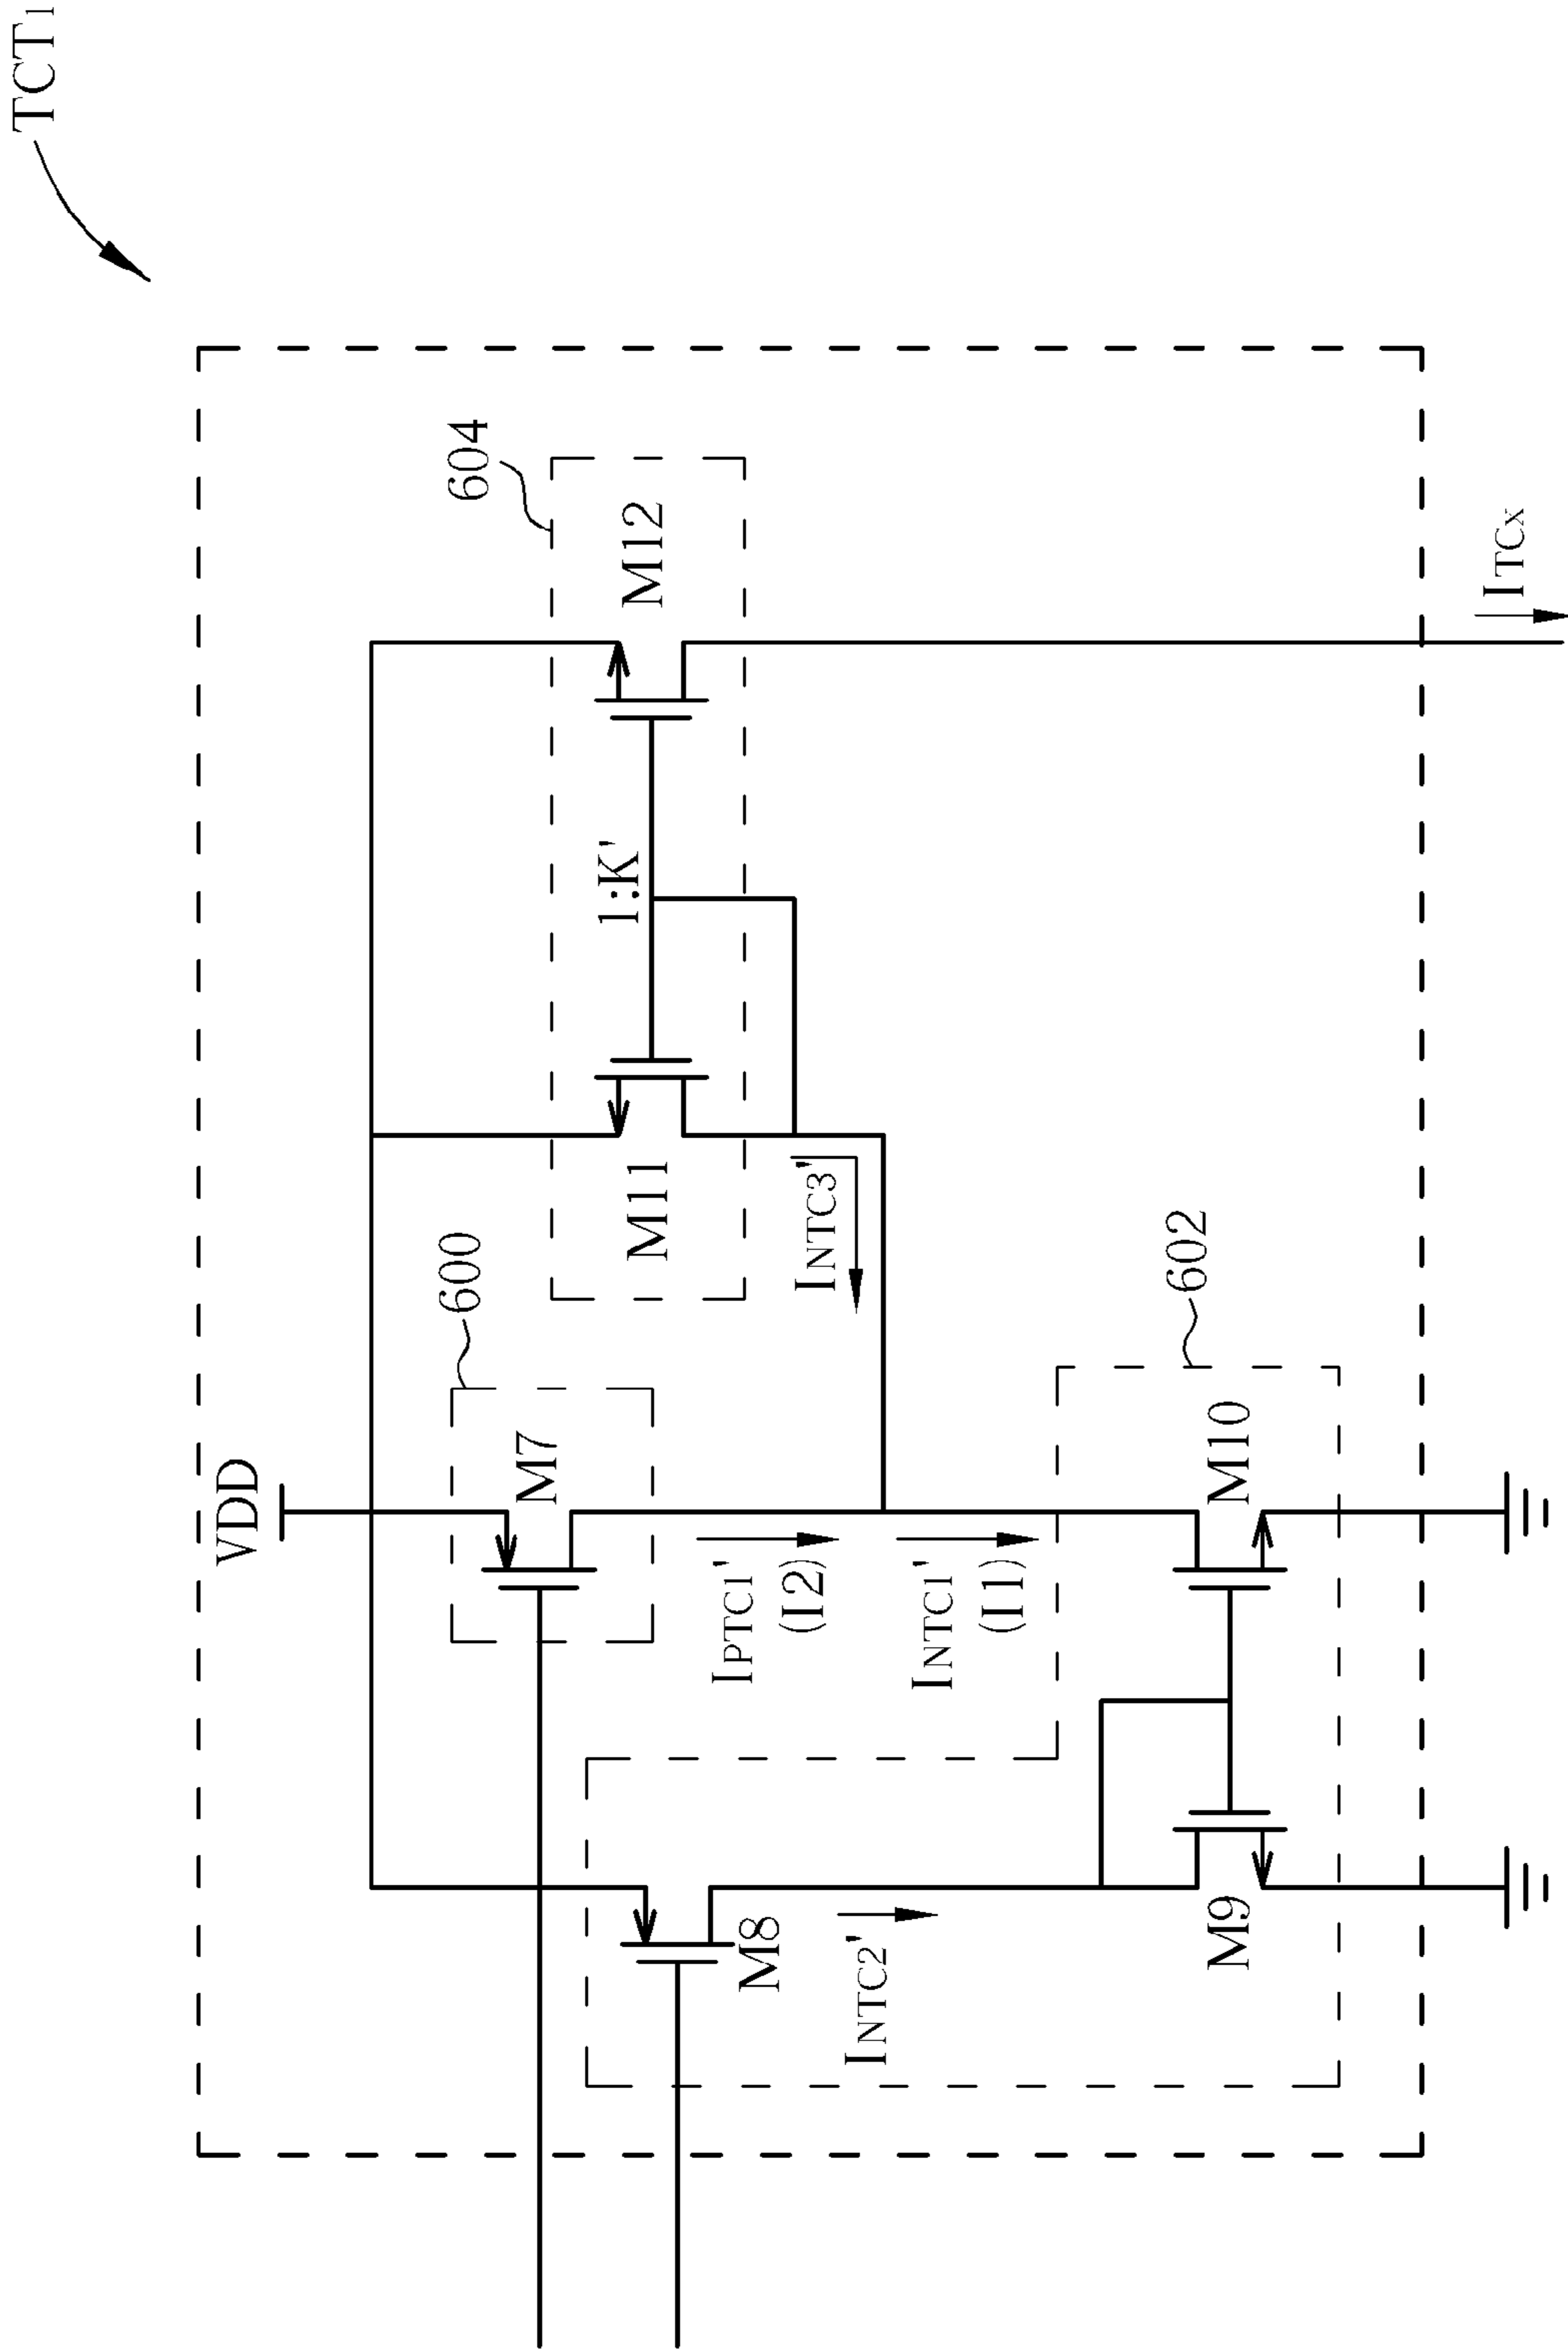 TCT1
VDD
600
604
M7
M12
1:K'
M11
M8
IPTC1'
(I2)
INTC3'
INTC2'
INTC1'
(I1)
602
M9
M10
ITCX